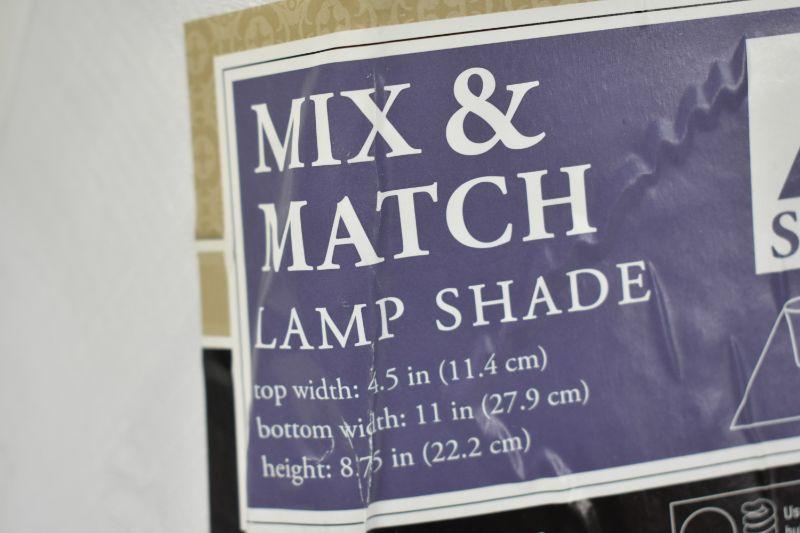 MIX &
MATCH
LAMP SHADE
top width: 4.5 in (11.4 cm)
bottom width: 11 in (27.9 cm)
height: 8.75 in (22.2 cm)
S
Us